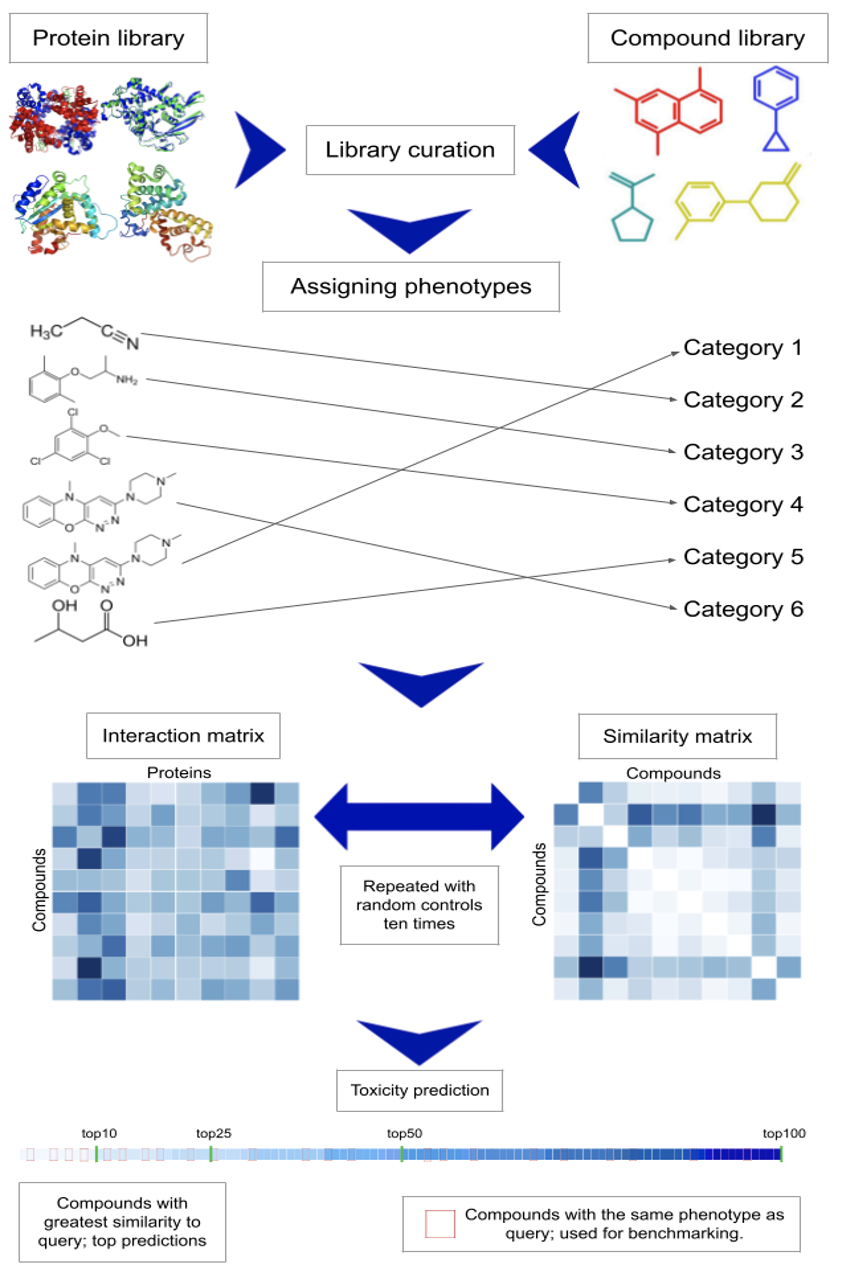 Protein library
Compound library
Library curation
Assigning phenotypes
H3C
C≡N
O
NH2
Cl
O
Cl
Cl
N
N
N
O
N
N
N
N
N
O
N
N
OH
O
OH
Category 1
Category 2
Category 3
Category 4
Category 5
Category 6
Interaction matrix
Similarity matrix
Proteins
Compounds
Compounds
Compounds
Repeated with
random controls
ten times
Toxicity prediction
top10
top25
top50
top100
Compounds with
greatest similarity to
query; top predictions
Compounds with the same phenotype as
query; used for benchmarking.